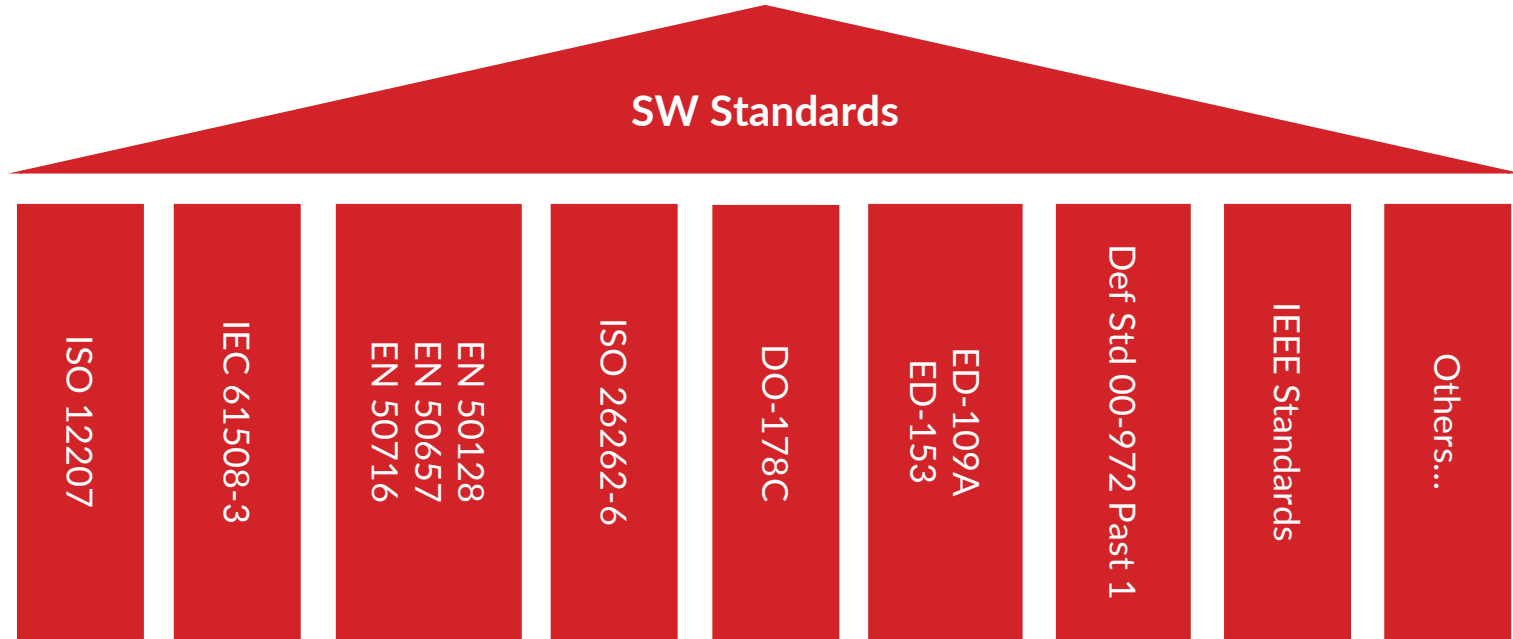 SW Standards
ISO 12207
IEC 61508-3
EN 50128
EN 50657
EN 50716
ISO 26262-6
DO-178C
ED-109A
ED-153
Def Std 00-972 Past 1
IEEE Standards
Others...